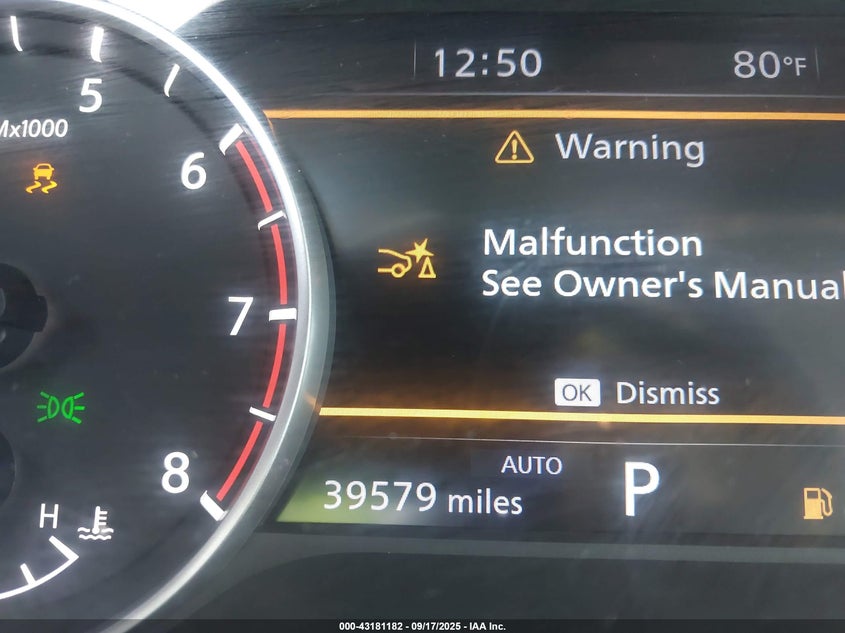 12:50 80°F
5
6
7
8
H
Warning
Malfunction
See Owner's Manual
OK Dismiss
AUTO
39579 miles P
000-43181182 - 09/17/2025 - IAA Inc.